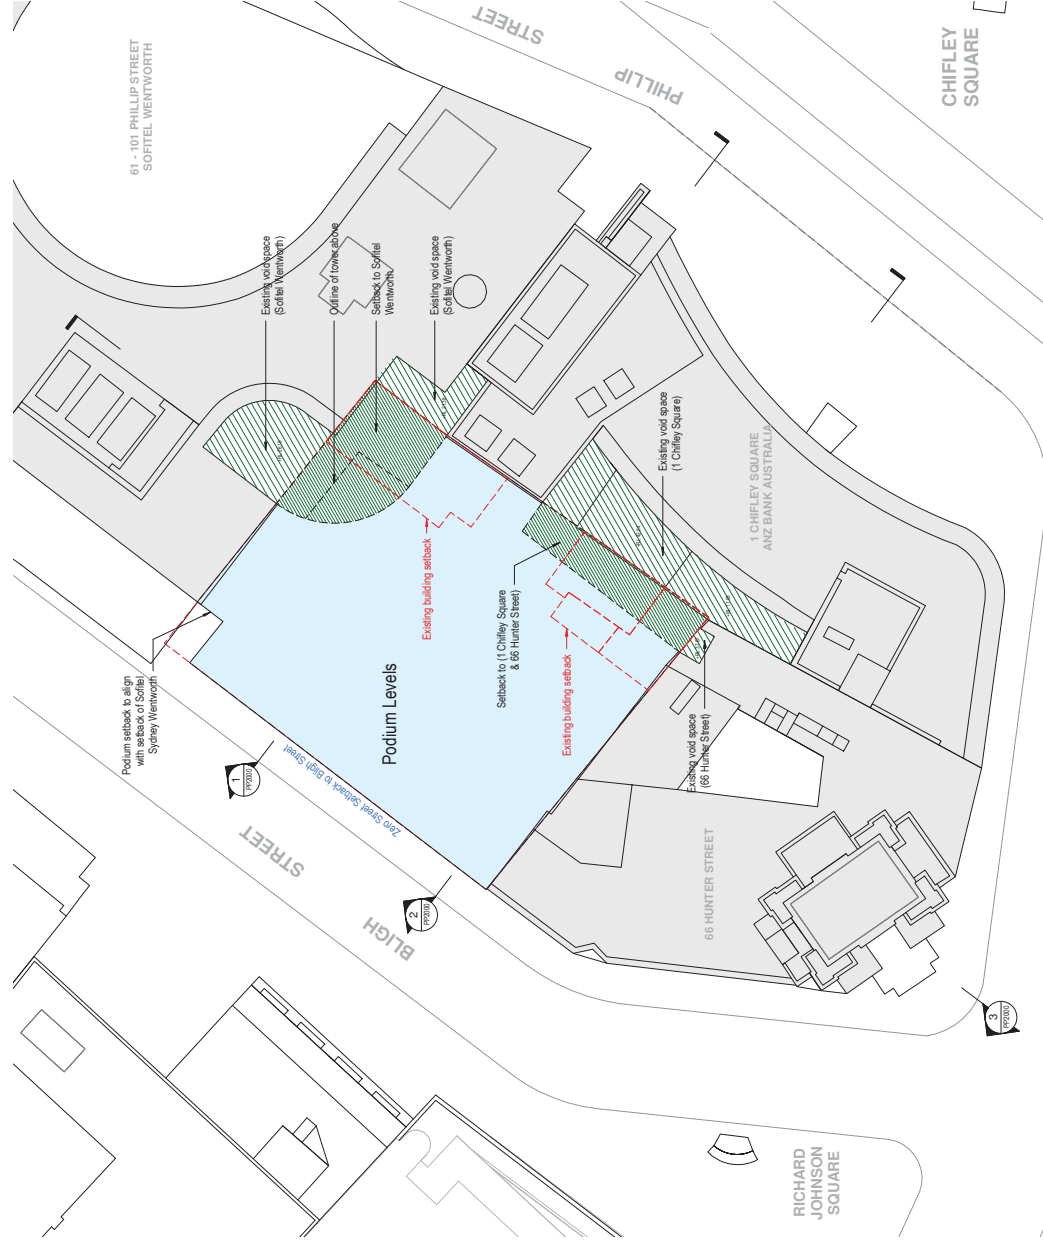 61 - 101 PHILLIP STREET
SOFITEL WENTWORTH
STREET
PHILLIP
CHIFLEY
SQUARE
Existing void space
(Sofitel Wentworth)
Outline of tower above
Setback to Sofitel
Wentworth
Existing void space
(Sofitel Wentworth)
Existing building setback
Existing void space
(1 Chifley Square)
1 CHIFLEY SQUARE
ANZ BANK AUSTRALIA
Setback to (1 Chifley Square
& 66 Hunter Street)
Existing building setback
Podium Levels
Podium setback to align
with setback of Sofitel
Sydney Wentworth
Existing void space
(66 Hunter Street)
Zero Street Setback to Bligh Street
1
PP2000
2
PP2000
STREET
BLIGH
66 HUNTER STREET
3
PP2000
RICHARD
JOHNSON
SQUARE